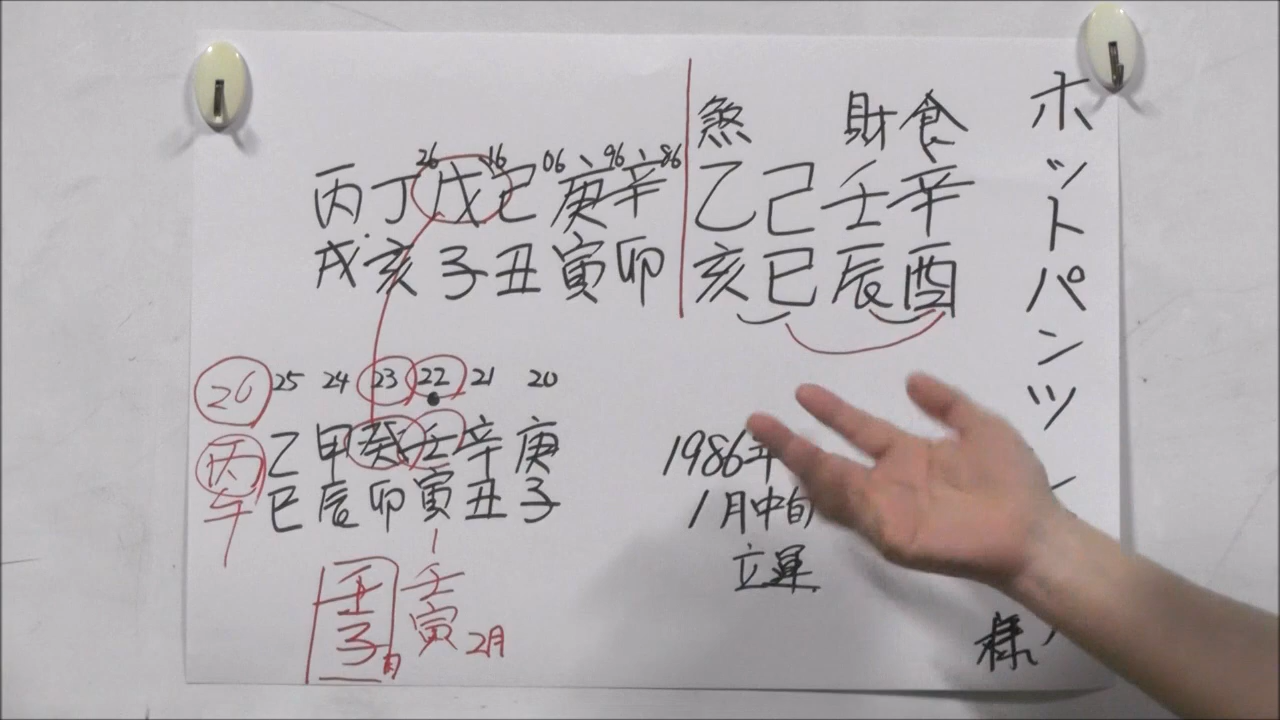 ホットパンツ
様
煞 財 食
乙 己 壬 辛
亥 巳 辰 酉
26 16 06 96 86
丙 丁 戊 己 庚 辛
戌 亥 子 丑 寅 卯
26 25 24 23 22 21 20
丙 乙 甲 癸 壬 辛 庚
午 巳 辰 卯 寅 丑 子
壬子月
壬寅 2月
1986年
1月中旬
立運